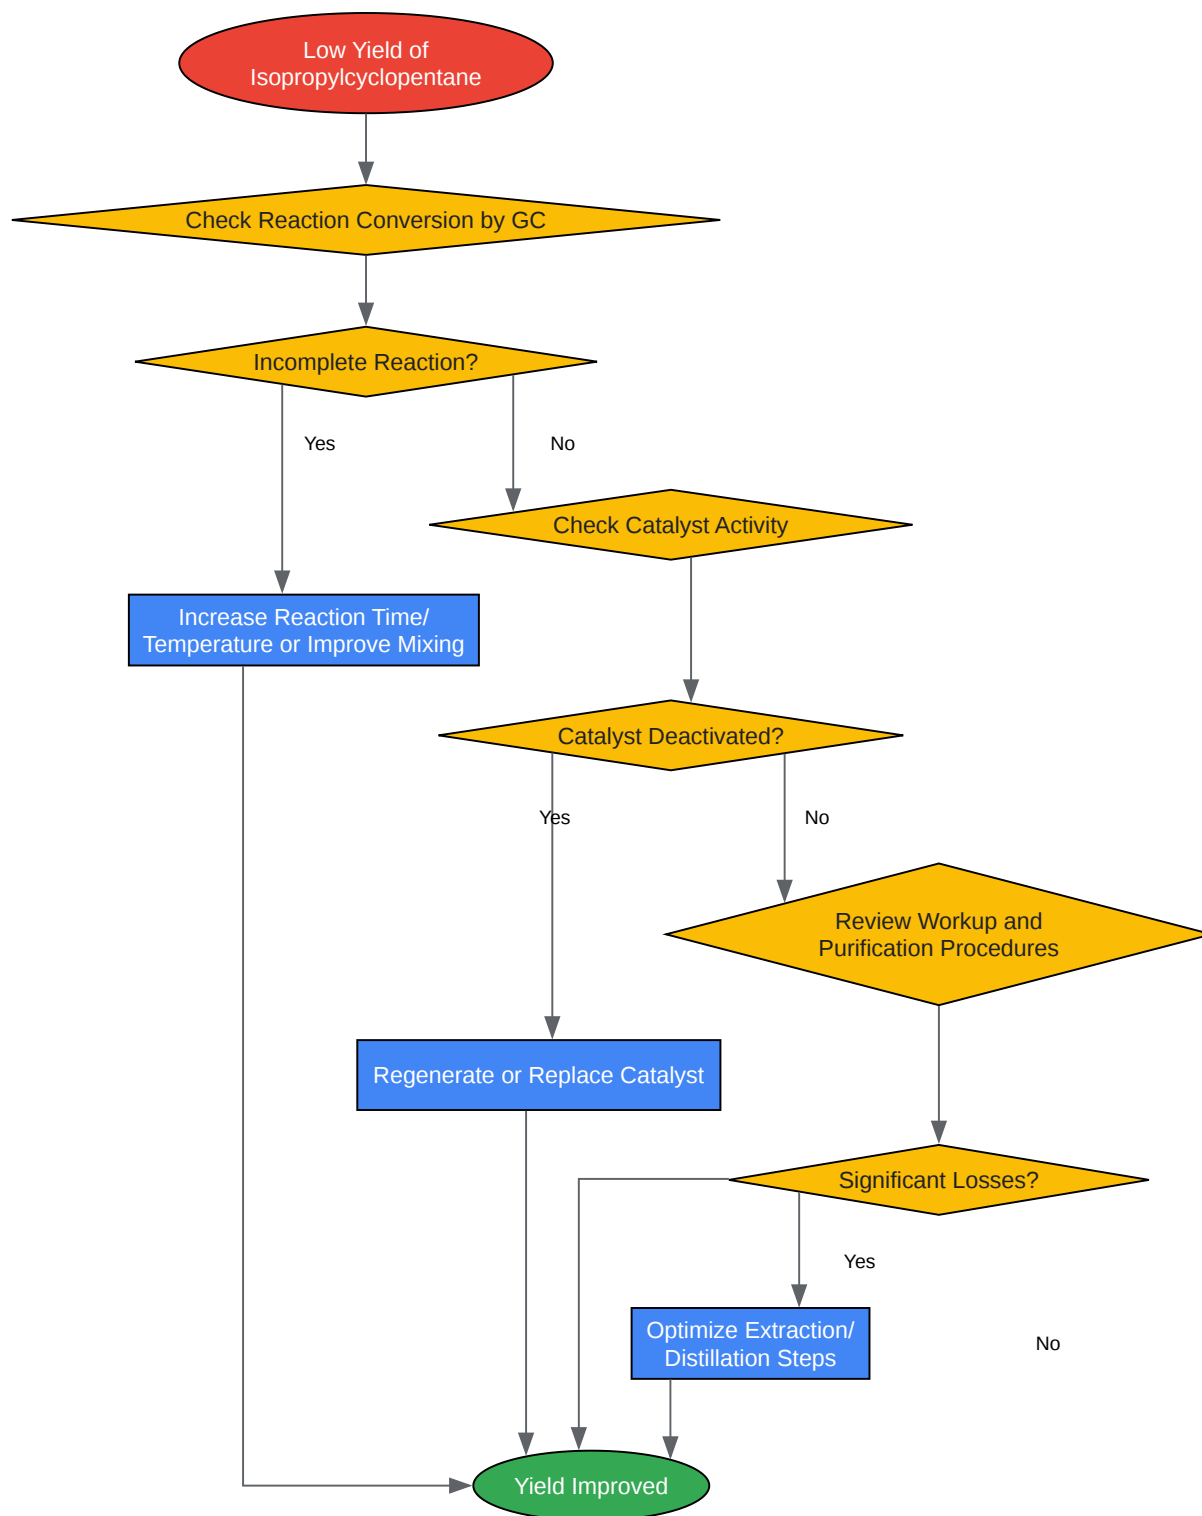 Low Yield of
Isopropylcyclopentane
Check Reaction Conversion by GC
Incomplete Reaction?
Yes
No
Check Catalyst Activity
Increase Reaction Time/
Temperature or Improve Mixing
Catalyst Deactivated?
Yes
No
Review Workup and
Purification Procedures
Regenerate or Replace Catalyst
Significant Losses?
Yes
Optimize Extraction/
Distillation Steps
No
Yield Improved